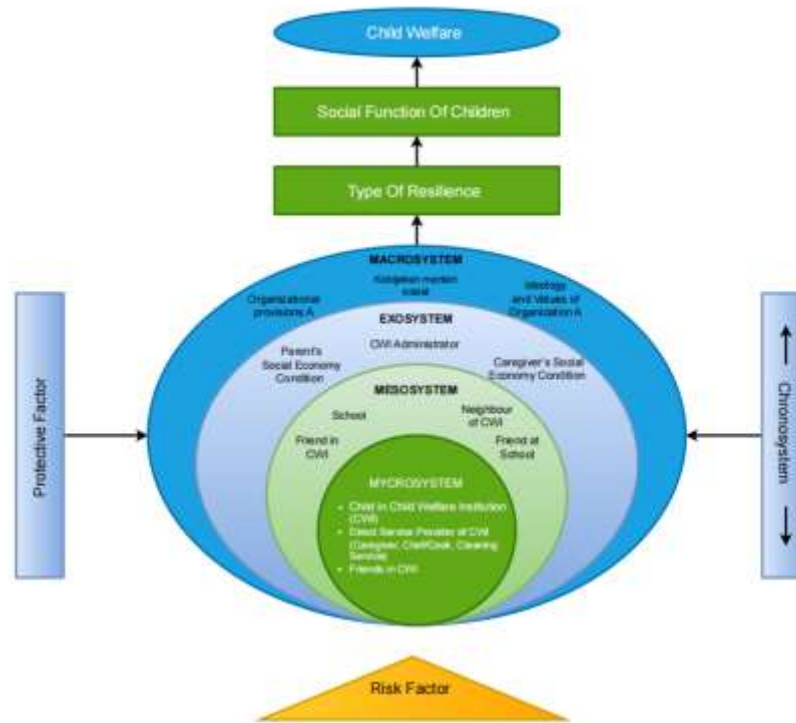 Child Welfare
Social Function Of Children
Type Of Resilience
MACROSYSTEM
Kebijakan menteri
sosial
Organizational
provisions A
Ideology
and Values of
Organization A
EXOSYSTEM
CWI Administrator
Parent's
Social Economy
Condition
Caregiver's Social
Economy Condition
MESOSYSTEM
School
Neighbour
of CWI
Friend in
CWI
Friend at
School
MYCROSYSTEM
• Child in Child Welfare Institution
(CWI)
• Direct Service Provider of CWI
(Caregiver, Chef/Cook, Cleaning
Service)
• Friends in CWI
Protective Factor
Chronosystem
Risk Factor